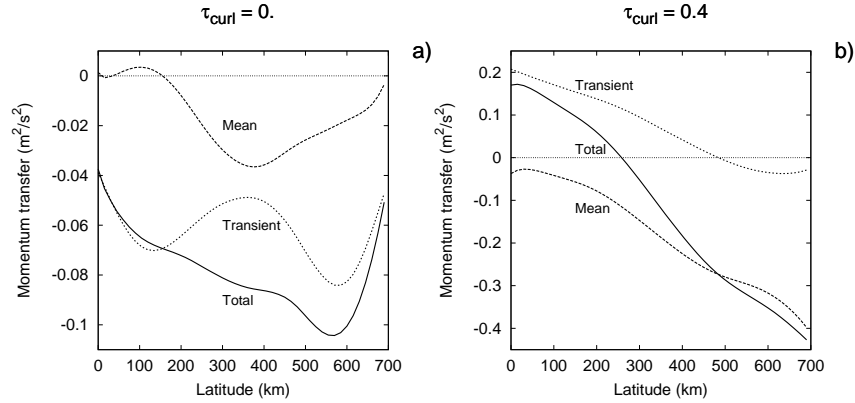 τcurl = 0.
a)
0
-0.02
-0.04
-0.06
-0.08
-0.1
Momentum transfer (m²/s²)
Mean
Transient
Total
0 100 200 300 400 500 600 700
Latitude (km)
τcurl = 0.4
b)
0.2
0.1
0
-0.1
-0.2
-0.3
-0.4
Momentum transfer (m²/s²)
Transient
Total
Mean
0 100 200 300 400 500 600 700
Latitude (km)